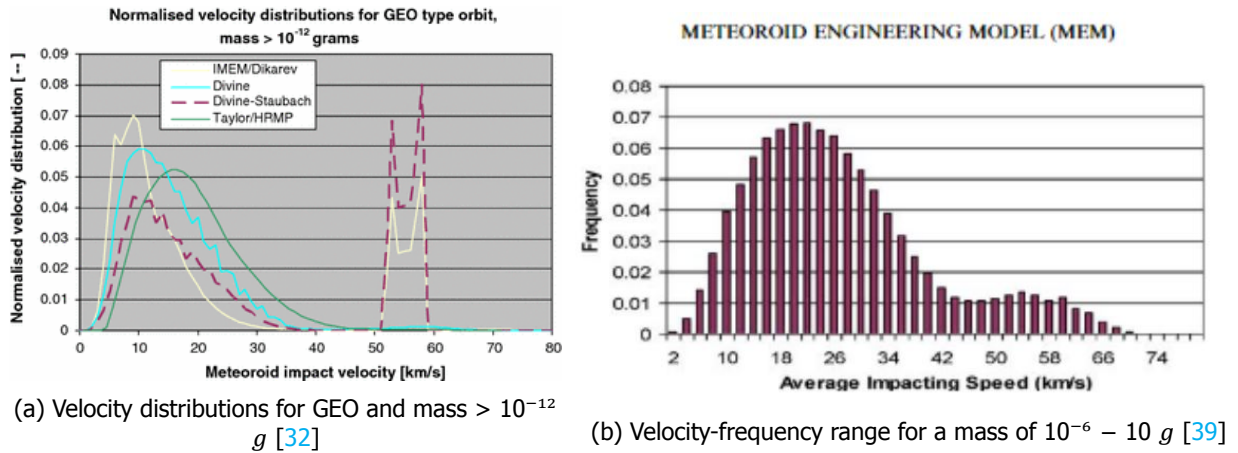 Normalised velocity distributions for GEO type orbit,
mass > 10⁻¹² grams
Normalised velocity distribution [ -- ]
0.09
0.08
0.07
0.06
0.05
0.04
0.03
0.02
0.01
0
IMEM/Dikarev
Divine
Divine-Staubach
Taylor/HRMP
0 10 20 30 40 50 60 70 80
Meteoroid impact velocity [km/s]
(a) Velocity distributions for GEO and mass > 10⁻¹²
g [32]
METEOROID ENGINEERING MODEL (MEM)
Frequency
0.08
0.07
0.06
0.05
0.04
0.03
0.02
0.01
0
2 10 18 26 34 42 50 58 66 74
Average Impacting Speed (km/s)
(b) Velocity-frequency range for a mass of 10⁻⁶ − 10 g [39]